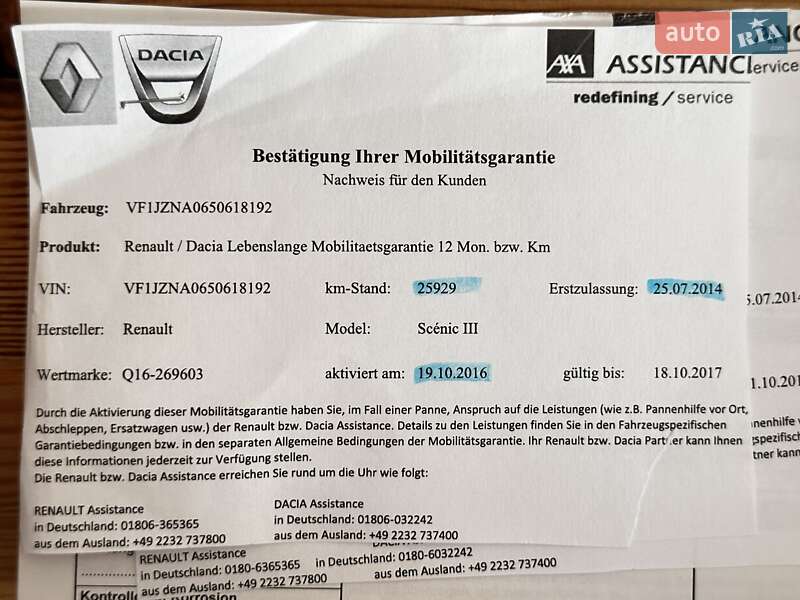 auto RIA.com
DACIA
AXA ASSISTANC
ervice
redefining / service
Bestätigung Ihrer Mobilitätsgarantie
Nachweis für den Kunden
Fahrzeug: VF1JZNA0650618192
Produkt: Renault / Dacia Lebenslange Mobilitaetsgarantie 12 Mon. bzw. Km
VIN: VF1JZNA0650618192 km-Stand: 25929 Erstzulassung: 25.07.2014
5.07.2014
Hersteller: Renault Model: Scénic III
Wertmarke: Q16-269603 aktiviert am: 19.10.2016 gültig bis: 18.10.2017
Durch die Aktivierung dieser Mobilitätsgarantie haben Sie, im Fall einer Panne, Anspruch auf die Leistungen (wie z.B. Pannenhilfe vor Ort,
Abschleppen, Ersatzwagen usw.) der Renault bzw. Dacia Assistance. Details zu den Leistungen finden Sie in den Fahrzeugspezifischen
Garantiebedingungen bzw. in den separaten Allgemeine Bedingungen der Mobilitätsgarantie. Ihr Renault bzw. Dacia Partner kann Ihnen
diese Informationen jederzeit zur Verfügung stellen.
Die Renault bzw. Dacia Assistance erreichen Sie rund um die Uhr wie folgt:
RENAULT Assistance
in Deutschland: 01806-365365
aus dem Ausland: +49 2232 737800
DACIA Assistance
in Deutschland: 01806-032242
aus dem Ausland: +49 2232 737400
RENAULT Assistance
in Deutschland: 0180-6365365
aus dem Ausland: +49 2232 737800
in Deutschland: 0180-6032242
aus dem Ausland: +49 2232 737400